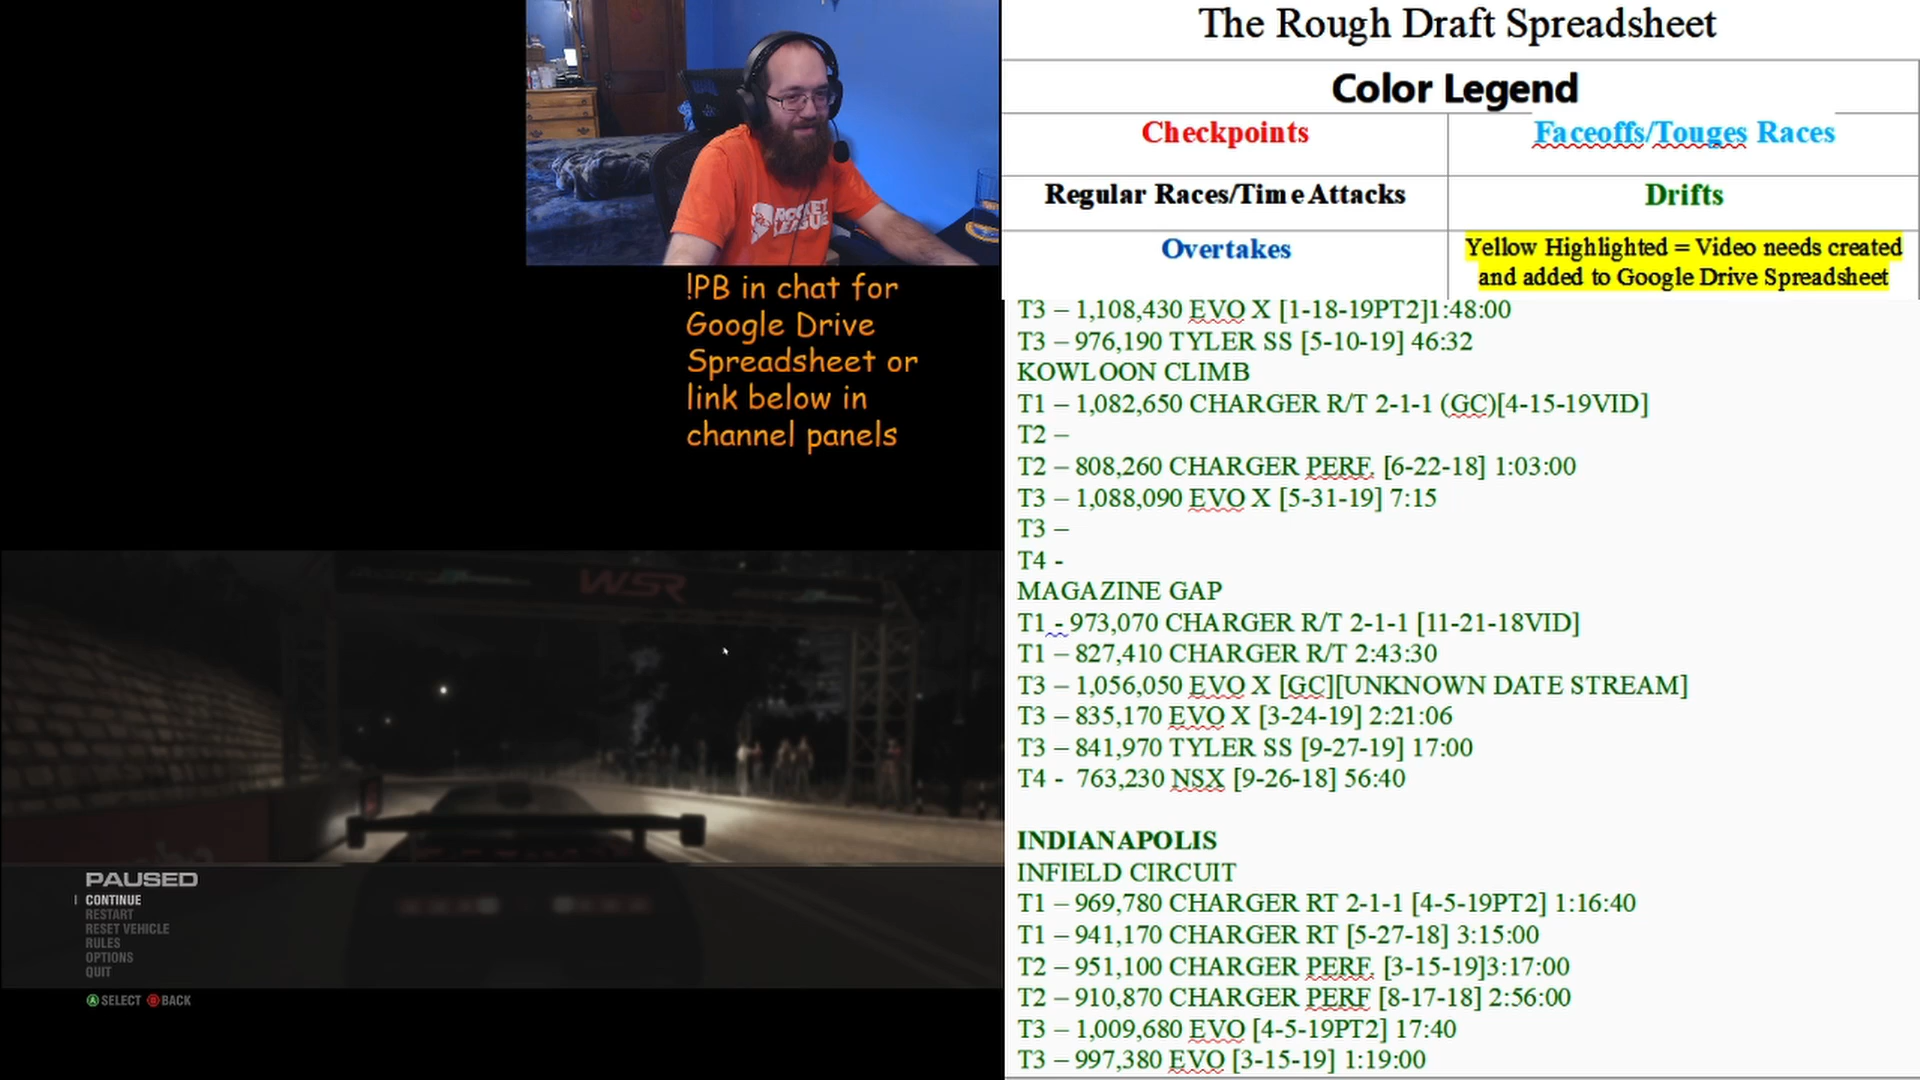 The Rough Draft Spreadsheet
Color Legend
Checkpoints
Faceoffs/Touges Races
Regular Races/Time Attacks
Drifts
Overtakes
Yellow Highlighted = Video needs created
and added to Google Drive Spreadsheet
ROCKET
LEAGUE
!PB in chat for
Google Drive
Spreadsheet or
link below in
channel panels
T3 – 1,108,430 EVO X [1-18-19PT2]1:48:00
T3 – 976,190 TYLER SS [5-10-19] 46:32
KOWLOON CLIMB
T1 – 1,082,650 CHARGER R/T 2-1-1 (GC)[4-15-19VID]
T2 –
T2 – 808,260 CHARGER PERF. [6-22-18] 1:03:00
T3 – 1,088,090 EVO X [5-31-19] 7:15
T3 –
T4 -
MAGAZINE GAP
T1 - 973,070 CHARGER R/T 2-1-1 [11-21-18VID]
T1 – 827,410 CHARGER R/T 2:43:30
T3 – 1,056,050 EVO X [GC][UNKNOWN DATE STREAM]
T3 – 835,170 EVO X [3-24-19] 2:21:06
T3 – 841,970 TYLER SS [9-27-19] 17:00
T4 -  763,230 NSX [9-26-18] 56:40
INDIANAPOLIS
INFIELD CIRCUIT
T1 – 969,780 CHARGER RT 2-1-1 [4-5-19PT2] 1:16:40
T1 – 941,170 CHARGER RT [5-27-18] 3:15:00
T2 – 951,100 CHARGER PERF. [3-15-19]3:17:00
T2 – 910,870 CHARGER PERF [8-17-18] 2:56:00
T3 – 1,009,680 EVO [4-5-19PT2] 17:40
T3 – 997,380 EVO [3-15-19] 1:19:00
WSR
PAUSED
CONTINUE
RESTART
RESET VEHICLE
RULES
OPTIONS
QUIT
A SELECT B BACK